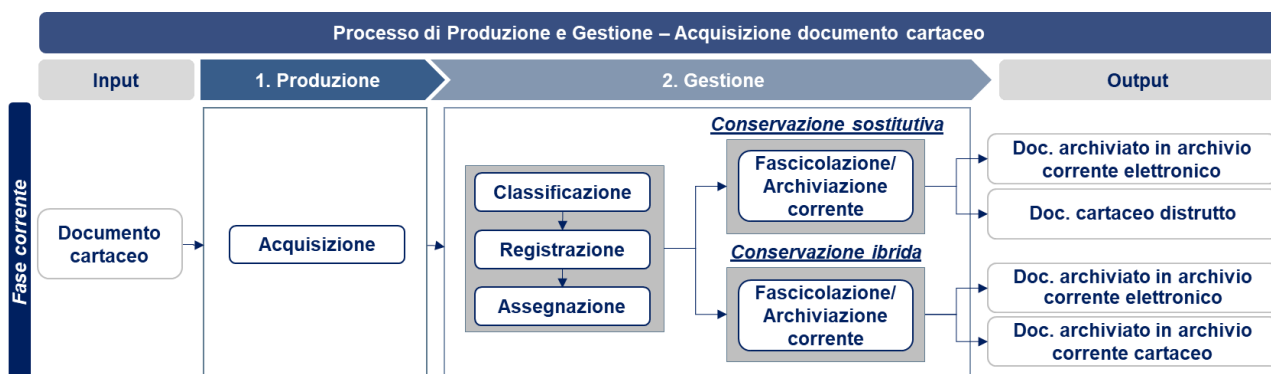 Processo di Produzione e Gestione – Acquisizione documento cartaceo
Input
1. Produzione
2. Gestione
Output
Fase corrente
Documento
cartaceo
Acquisizione
Classificazione
Registrazione
Assegnazione
Conservazione sostitutiva
Fascicolazione/
Archiviazione
corrente
Conservazione ibrida
Fascicolazione/
Archiviazione
corrente
Doc. archiviato in archivio
corrente elettronico
Doc. cartaceo distrutto
Doc. archiviato in archivio
corrente elettronico
Doc. archiviato in archivio
corrente cartaceo